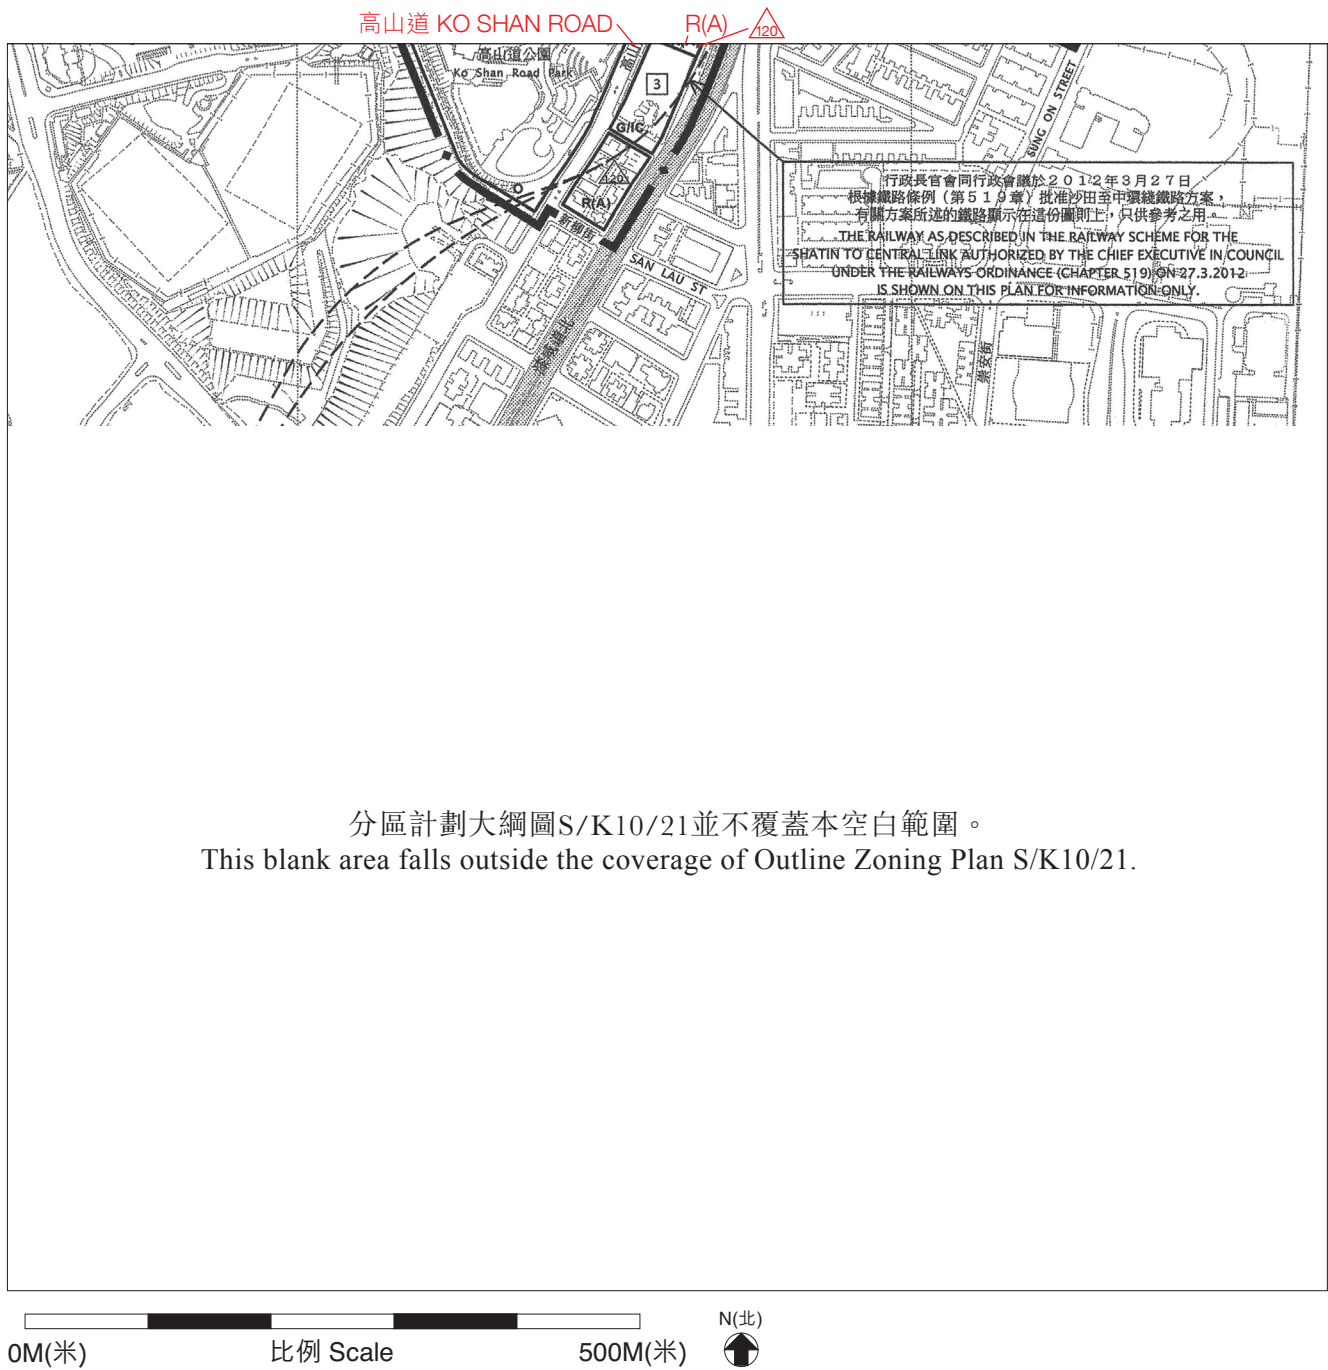 高山道 KO SHAN ROAD
R(A)
120
高山道公園
Ko Shan Road Park
高山
3
G/IC
120
R(A)
O
新柳街
SAN LAU ST
SUNG ON STREET
崇安街
行政長官會同行政會議於2012年3月27日
根據鐵路條例(第519章)批准沙田至中環綫鐵路方案,
有關方案所述的鐵路顯示在這份圖則上,只供參考之用。
THE RAILWAY AS DESCRIBED IN THE RAILWAY SCHEME FOR THE
SHATIN TO CENTRAL LINK AUTHORIZED BY THE CHIEF EXECUTIVE IN COUNCIL
UNDER THE RAILWAYS ORDINANCE (CHAPTER 519) ON 27.3.2012
IS SHOWN ON THIS PLAN FOR INFORMATION ONLY.
分區計劃大綱圖S/K10/21並不覆蓋本空白範圍。
This blank area falls outside the coverage of Outline Zoning Plan S/K10/21.
0M(米)
比例 Scale
500M(米)
N(北)